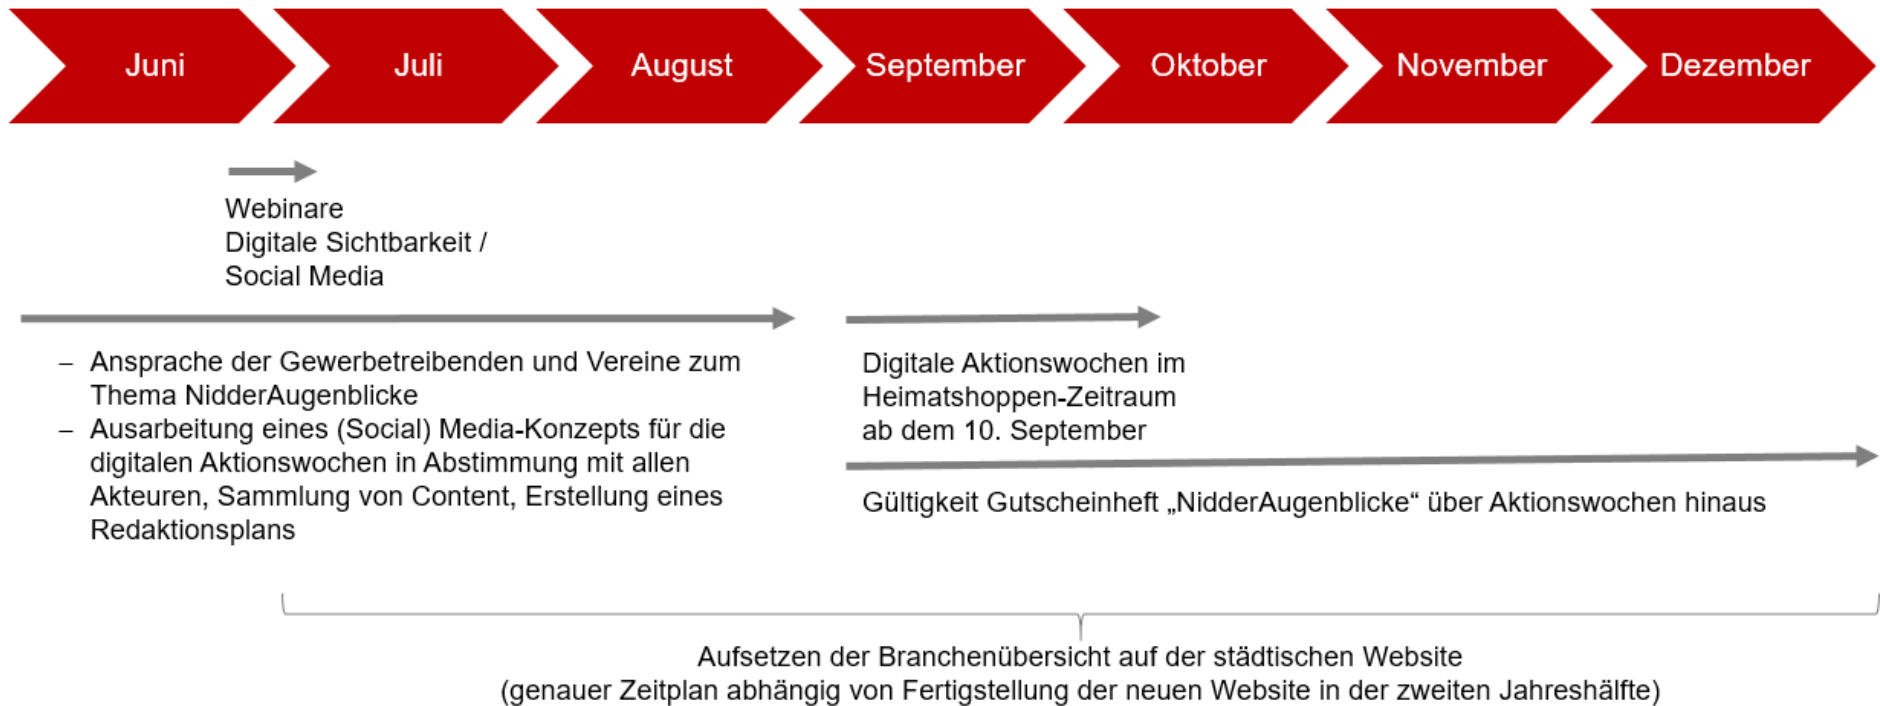 Juni
Juli
August
September
Oktober
November
Dezember
Webinare
Digitale Sichtbarkeit /
Social Media
– Ansprache der Gewerbetreibenden und Vereine zum
Thema NidderAugenblicke
– Ausarbeitung eines (Social) Media-Konzepts für die
digitalen Aktionswochen in Abstimmung mit allen
Akteuren, Sammlung von Content, Erstellung eines
Redaktionsplans
Digitale Aktionswochen im
Heimatshoppen-Zeitraum
ab dem 10. September
Gültigkeit Gutscheinheft „NidderAugenblicke“ über Aktionswochen hinaus
Aufsetzen der Branchenübersicht auf der städtischen Website
(genauer Zeitplan abhängig von Fertigstellung der neuen Website in der zweiten Jahreshälfte)